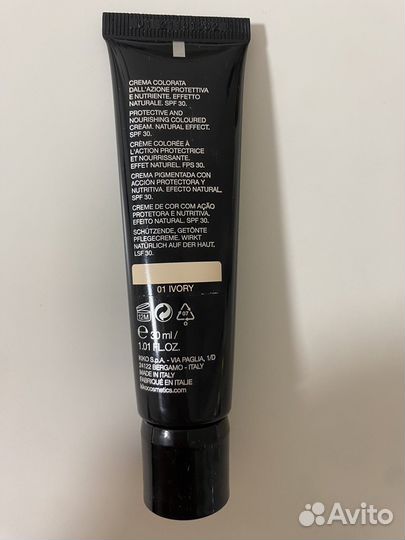 CREMA COLORATA
DALL'AZIONE PROTETTIVA
E NUTRIENTE. EFFETTO
NATURALE. SPF 30.
PROTECTIVE AND
NOURISHING COLOURED
CREAM. NATURAL EFFECT.
SPF 30.
CRÈME COLORÉE À
L'ACTION PROTECTRICE
ET NOURRISSANTE.
EFFET NATUREL. FPS 30.
CREMA PIGMENTADA CON
ACCIÓN PROTECTORA Y
NUTRITIVA. EFECTO NATURAL.
SPF 30.
CREME DE COR COM AÇÃO
PROTETORA E NUTRITIVA.
EFEITO NATURAL. SPF 30.
SCHÜTZENDE, GETÖNTE
PFLEGECREME. WIRKT
NATÜRLICH AUF DER HAUT.
LSF 30.
01 IVORY
12M
07
e 30 ml /
1.01 FL.OZ.
KIKO S.p.A. - VIA PAGLIA, 1/D
24122 BERGAMO - ITALY
MADE IN ITALY
FABRIQUÉ EN ITALIE
kikocosmetics.com
Avito